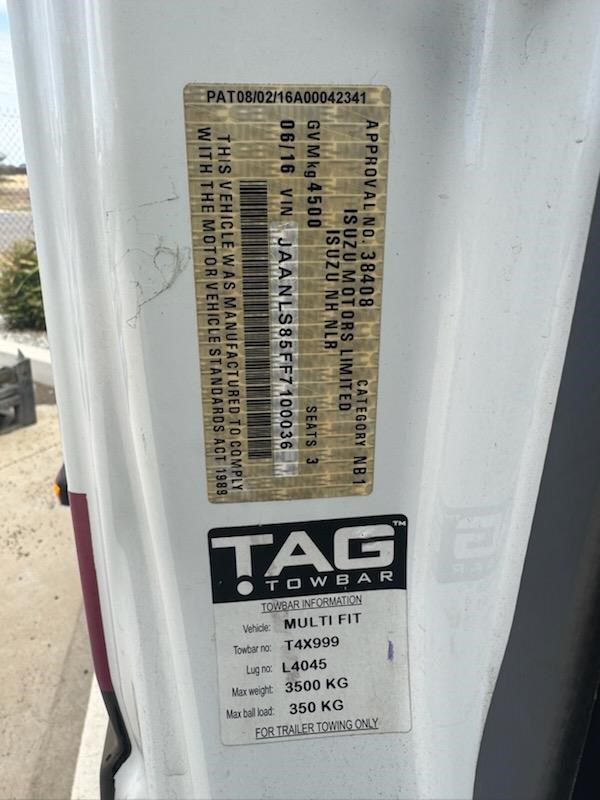 PAT08/02/16A00042341
APPROVAL NO. 38408 CATEGORY NB1
ISUZU MOTORS LIMITED
ISUZU NH NLR
GVMkg 4500 SEATS 3
06/16 VIN JAANLS85FF7100036
THIS VEHICLE WAS MANUFACTURED TO COMPLY
WITH THE MOTOR VEHICLE STANDARDS ACT 1989
TAG™
TOWBAR
TOWBAR INFORMATION
Vehicle: MULTI FIT
Towbar no: T4X999
Lug no: L4045
Max weight: 3500 KG
Max ball load: 350 KG
FOR TRAILER TOWING ONLY